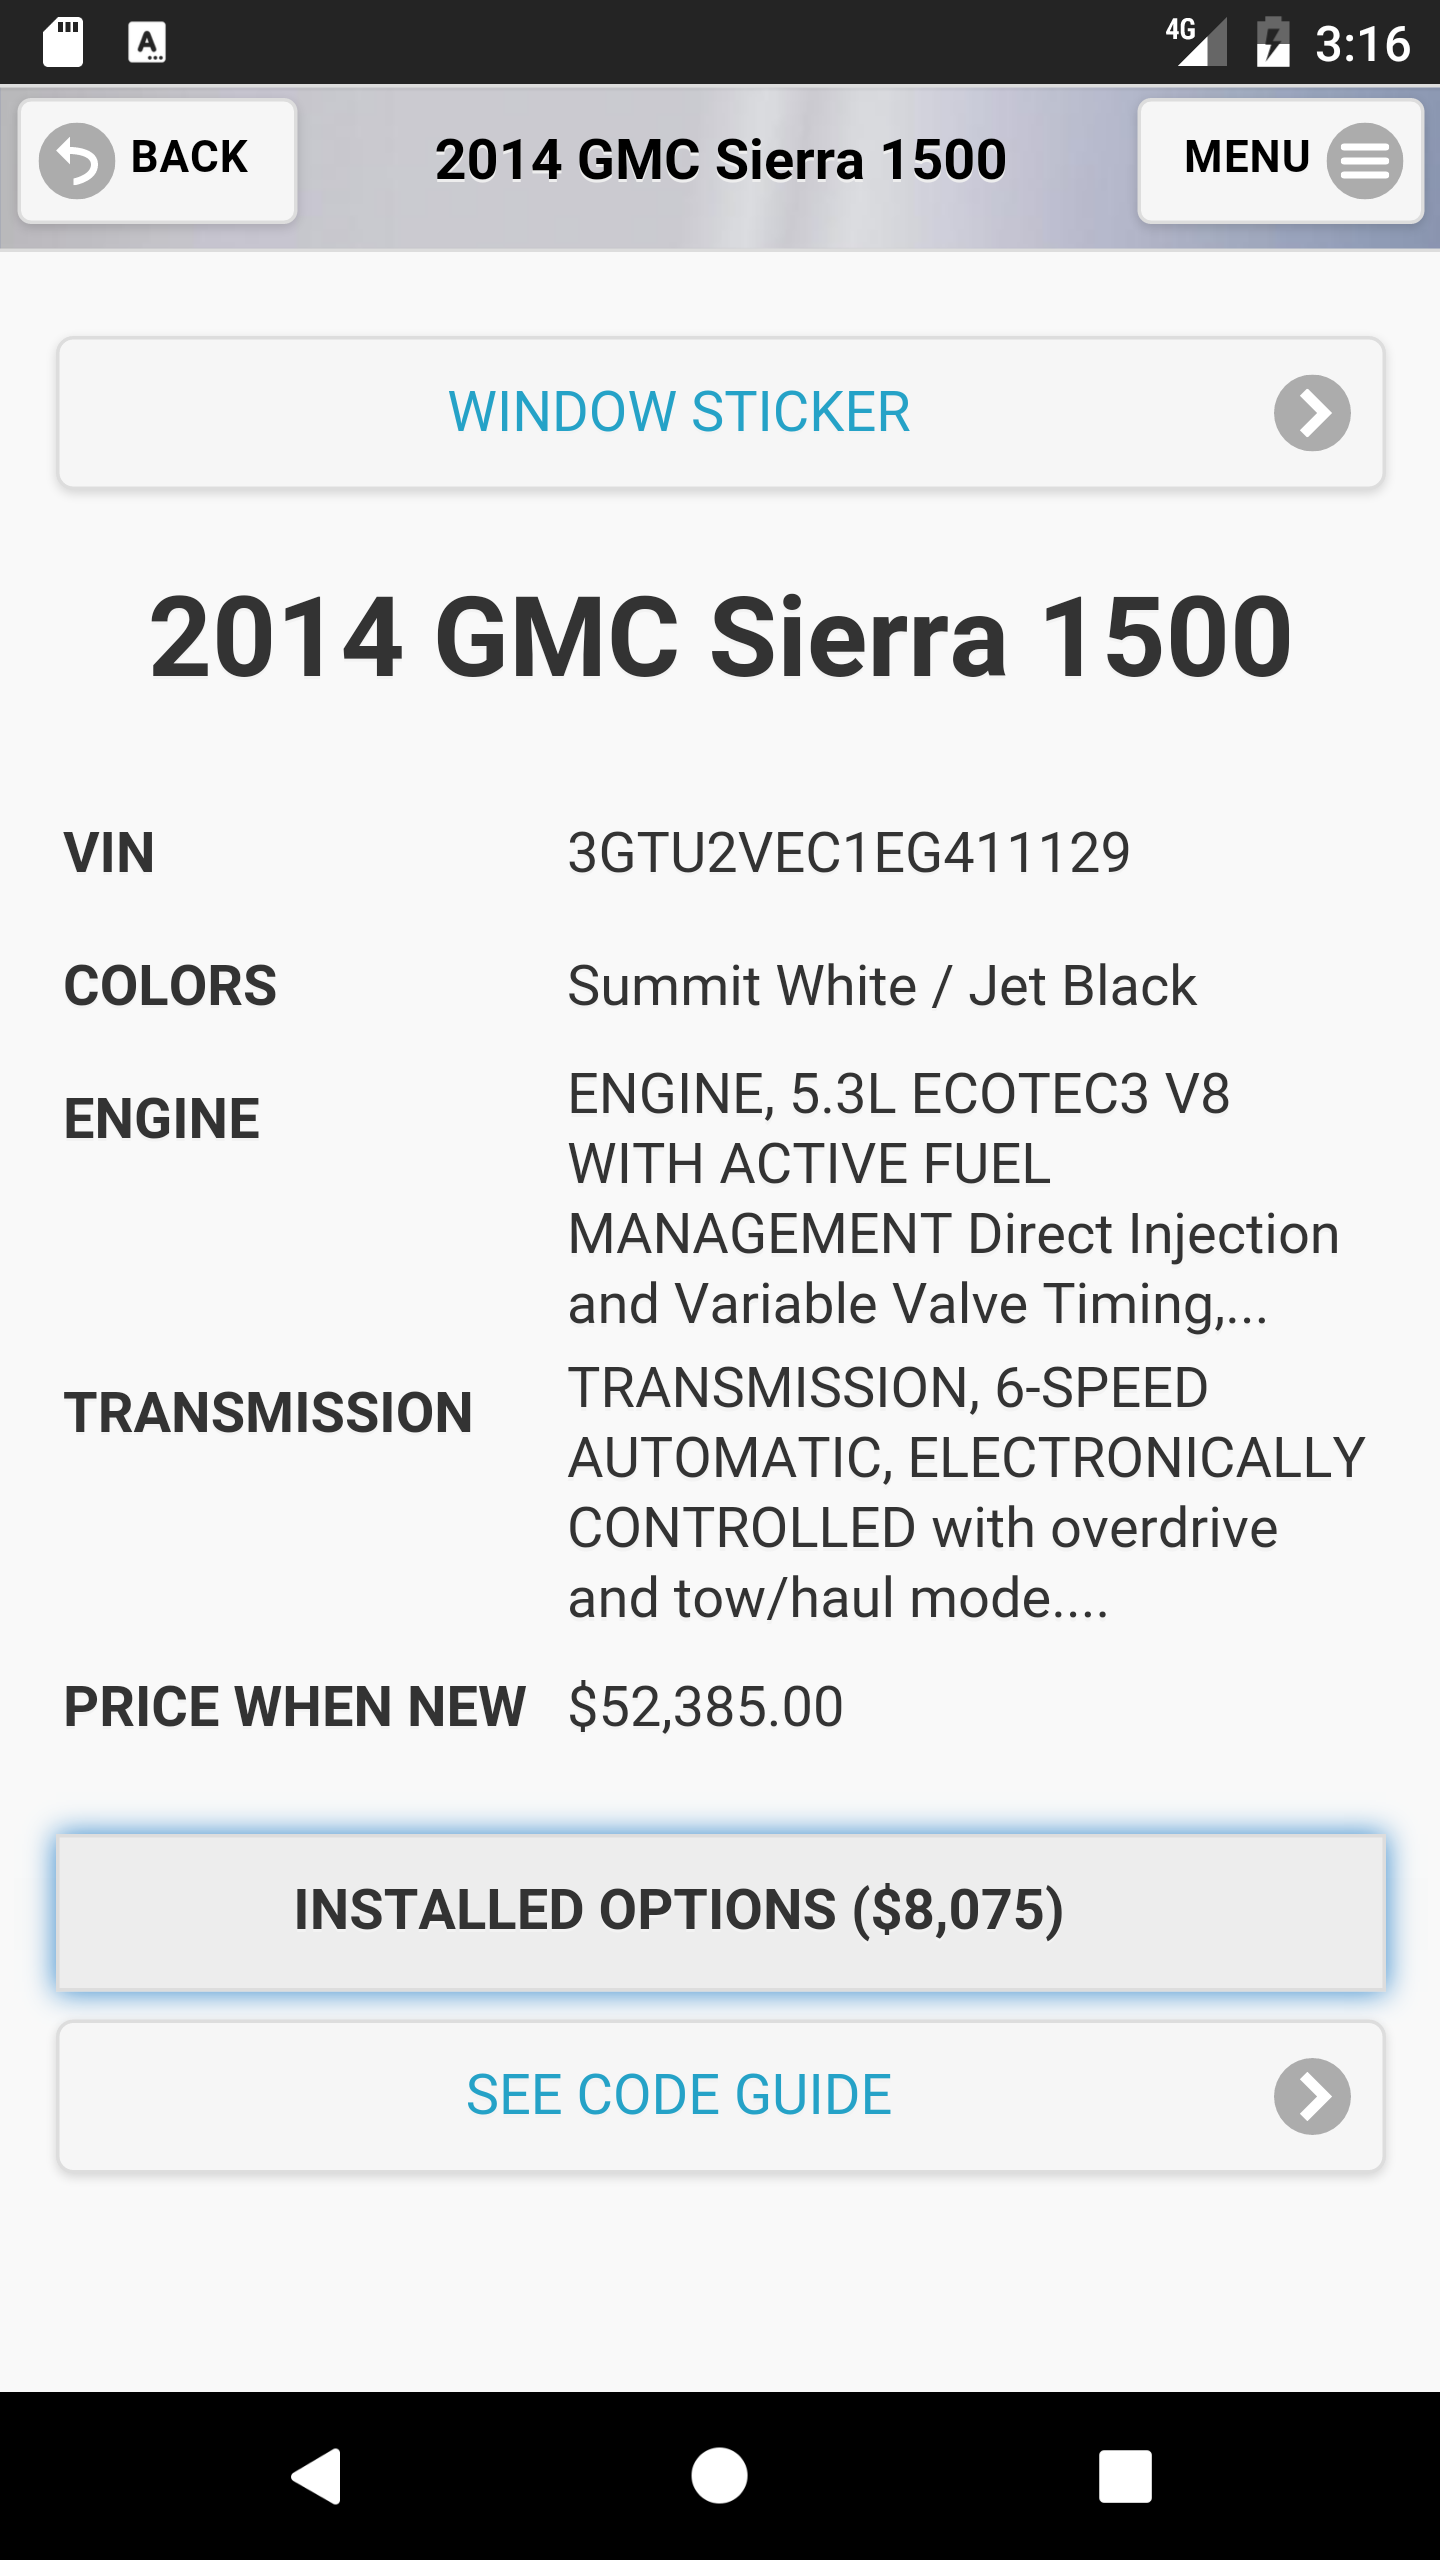 4G 3:16
BACK
2014 GMC Sierra 1500
MENU
WINDOW STICKER
2014 GMC Sierra 1500
VIN 3GTU2VEC1EG411129
COLORS Summit White / Jet Black
ENGINE ENGINE, 5.3L ECOTEC3 V8
WITH ACTIVE FUEL
MANAGEMENT Direct Injection
and Variable Valve Timing,...
TRANSMISSION TRANSMISSION, 6-SPEED
AUTOMATIC, ELECTRONICALLY
CONTROLLED with overdrive
and tow/haul mode....
PRICE WHEN NEW $52,385.00
INSTALLED OPTIONS ($8,075)
SEE CODE GUIDE